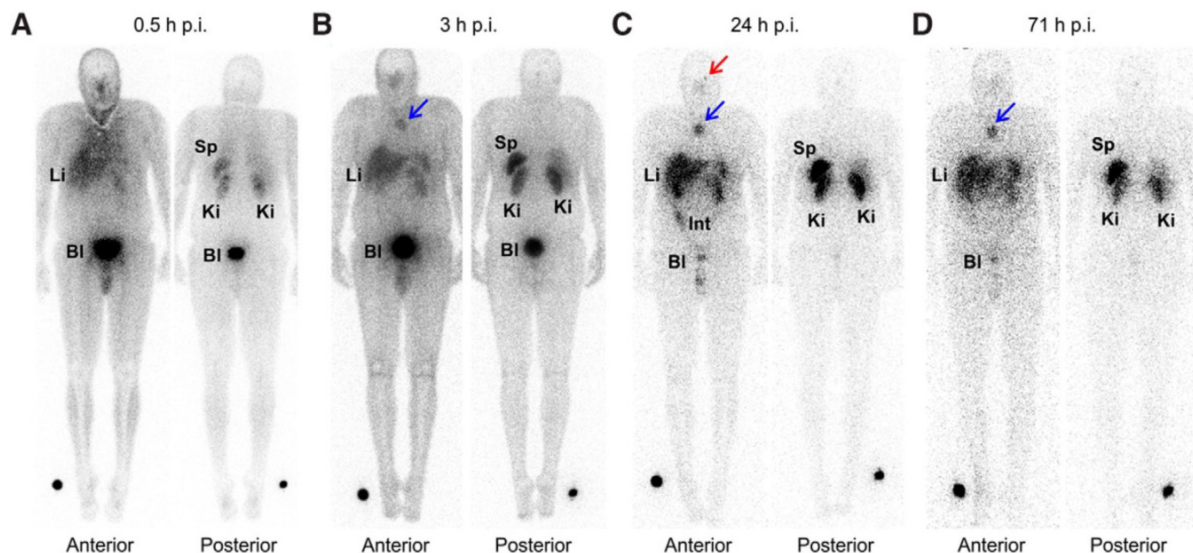 A 0.5 h p.i. B 3 h p.i. C 24 h p.i. D 71 h p.i.
Sp Sp Sp Sp
Li Li Li Li
Ki Ki Ki Ki Int Ki Ki Ki Ki
Bl Bl Bl Bl Bl Bl
Anterior Posterior Anterior Posterior Anterior Posterior Anterior Posterior